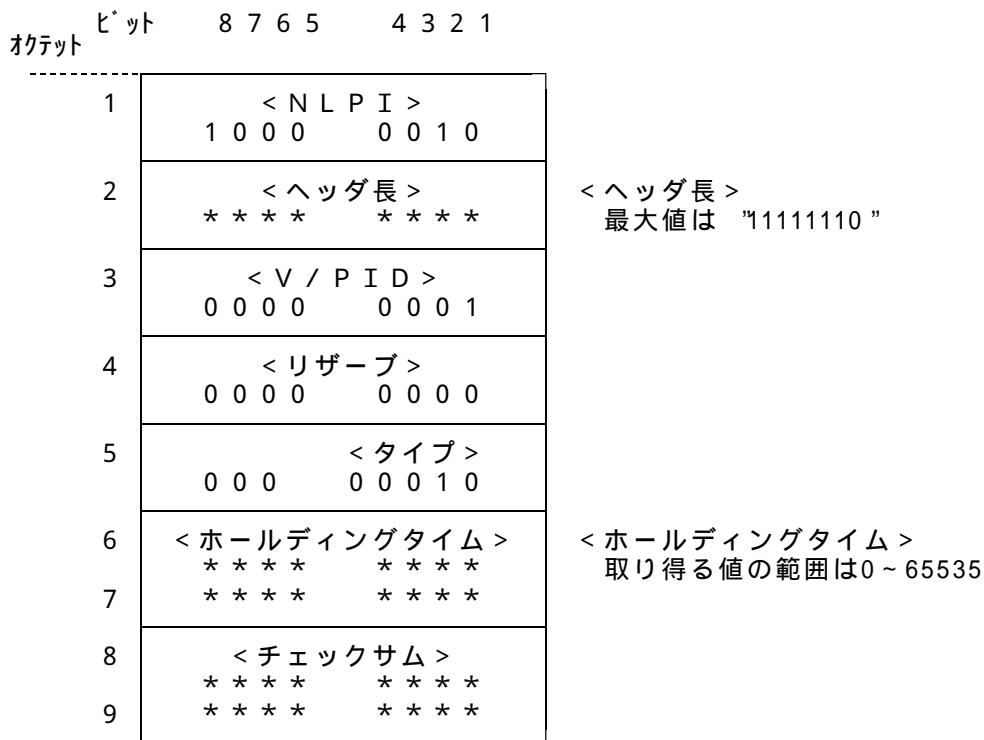 ﾋﾞｯﾄ 8 7 6 5 4 3 2 1
ｵｸﾃｯﾄ
1 <ＮＬＰＩ>
1 0 0 0 0 0 1 0
2 <ヘッダ長> <ヘッダ長>
* * * * * * * * 最大値は "11111110"
3 <Ｖ/ＰＩＤ>
0 0 0 0 0 0 0 1
4 <リザーブ>
0 0 0 0 0 0 0 0
5 <タイプ>
0 0 0 0 0 0 1 0
6 <ホールディングタイム> <ホールディングタイム>
* * * * * * * * 取り得る値の範囲は0~65535
7 * * * * * * * *
8 <チェックサム>
* * * * * * * *
9 * * * * * * * *